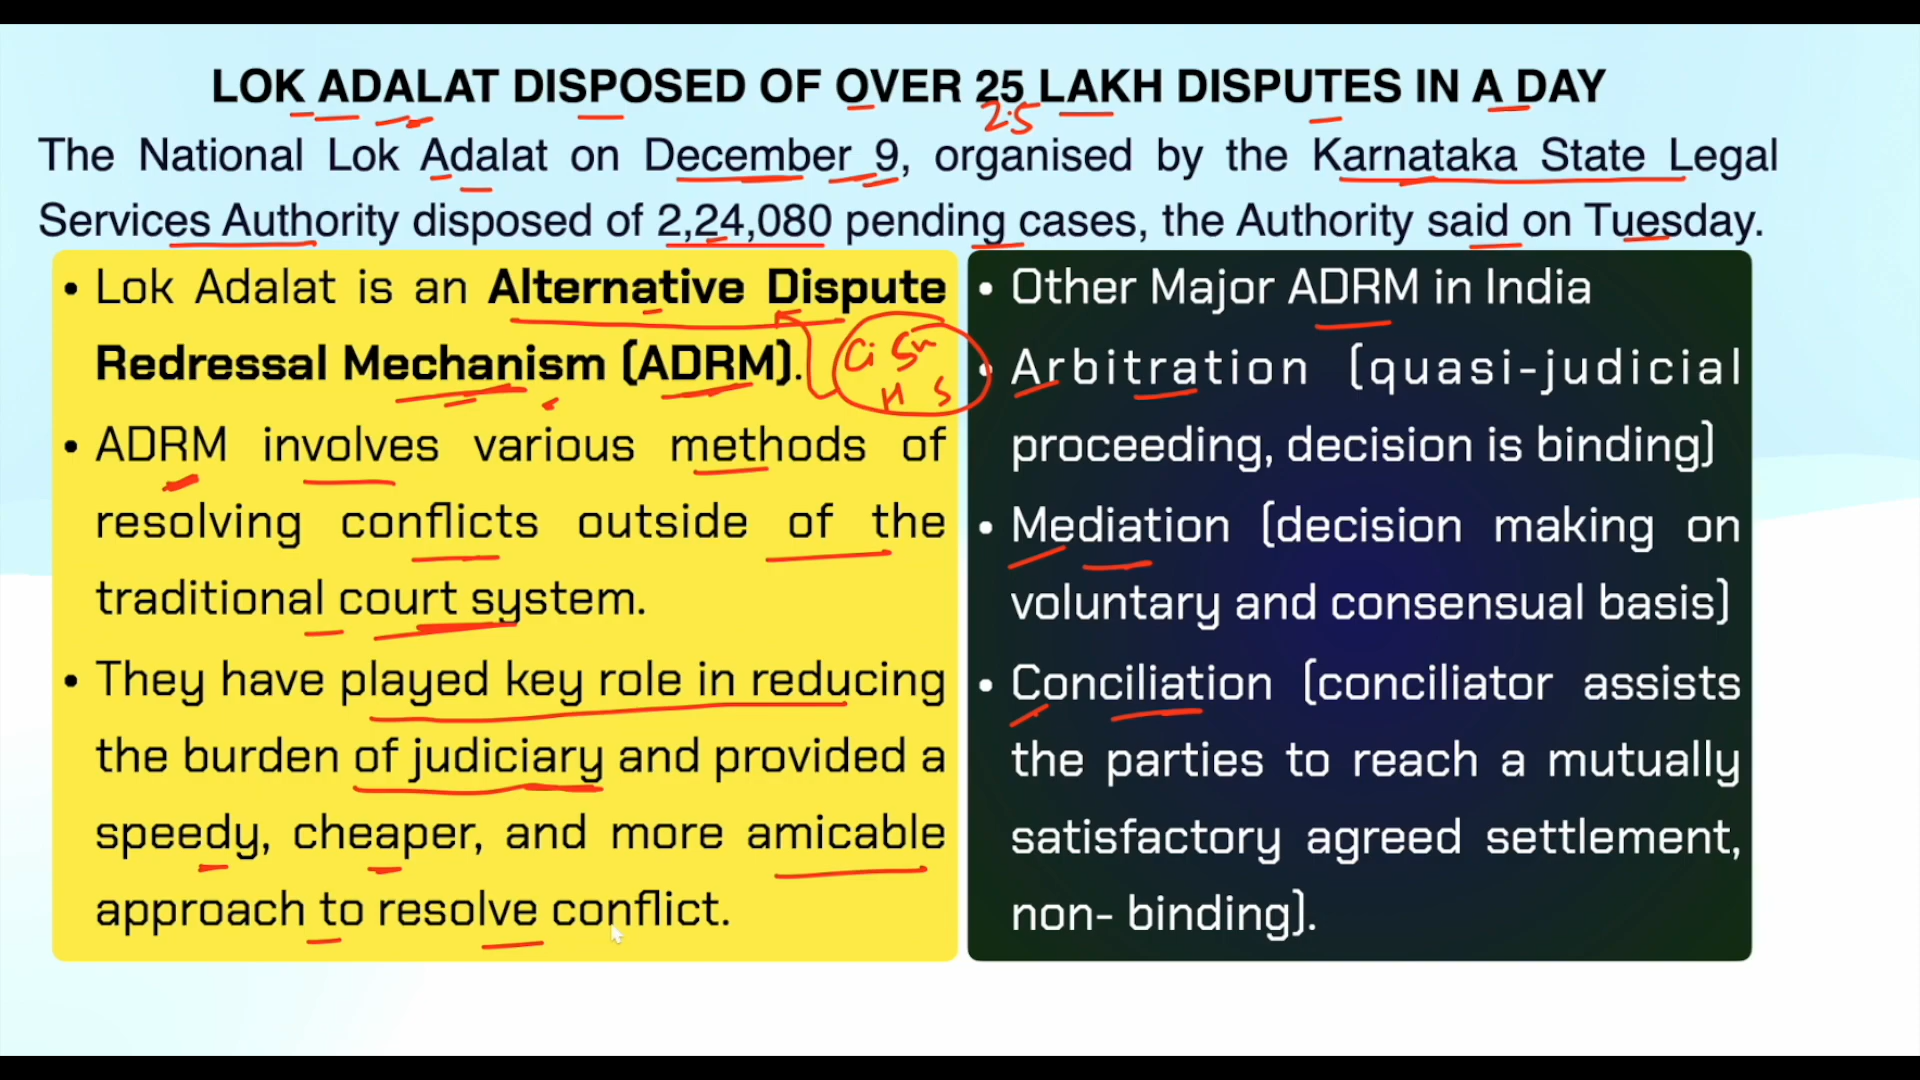 LOK ADALAT DISPOSED OF OVER 25 LAKH DISPUTES IN A DAY
2.5
The National Lok Adalat on December 9, organised by the Karnataka State Legal
Services Authority disposed of 2,24,080 pending cases, the Authority said on Tuesday.
• Lok Adalat is an Alternative Dispute
Redressal Mechanism (ADRM).
• ADRM involves various methods of
resolving conflicts outside of the
traditional court system.
• They have played key role in reducing
the burden of judiciary and provided a
speedy, cheaper, and more amicable
approach to resolve conflict.
• Other Major ADRM in India
• Arbitration (quasi-judicial
proceeding, decision is binding)
• Mediation (decision making on
voluntary and consensual basis)
• Conciliation (conciliator assists
the parties to reach a mutually
satisfactory agreed settlement,
non- binding).